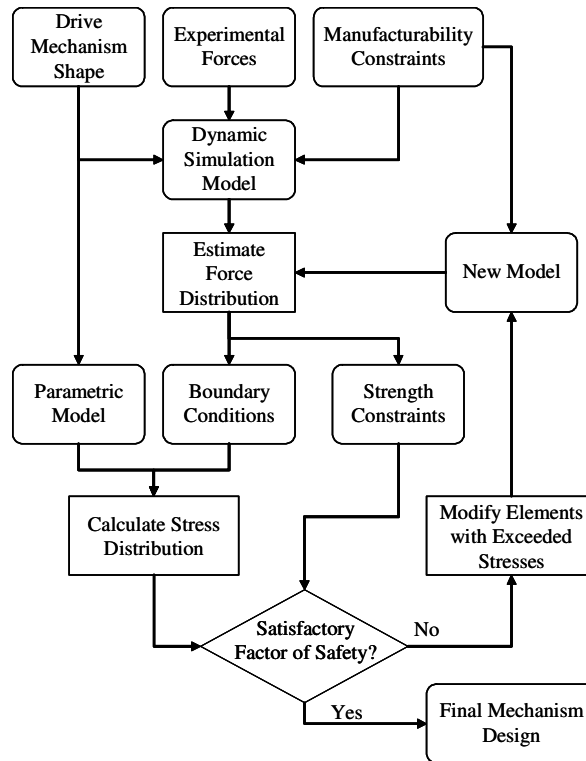 Drive
Mechanism
Shape
Experimental
Forces
Manufacturability
Constraints
Dynamic
Simulation
Model
Estimate
Force
Distribution
New Model
Parametric
Model
Boundary
Conditions
Strength
Constraints
Calculate Stress
Distribution
Modify Elements
with Exceeded
Stresses
Satisfactory
Factor of Safety?
No
Yes
Final Mechanism
Design